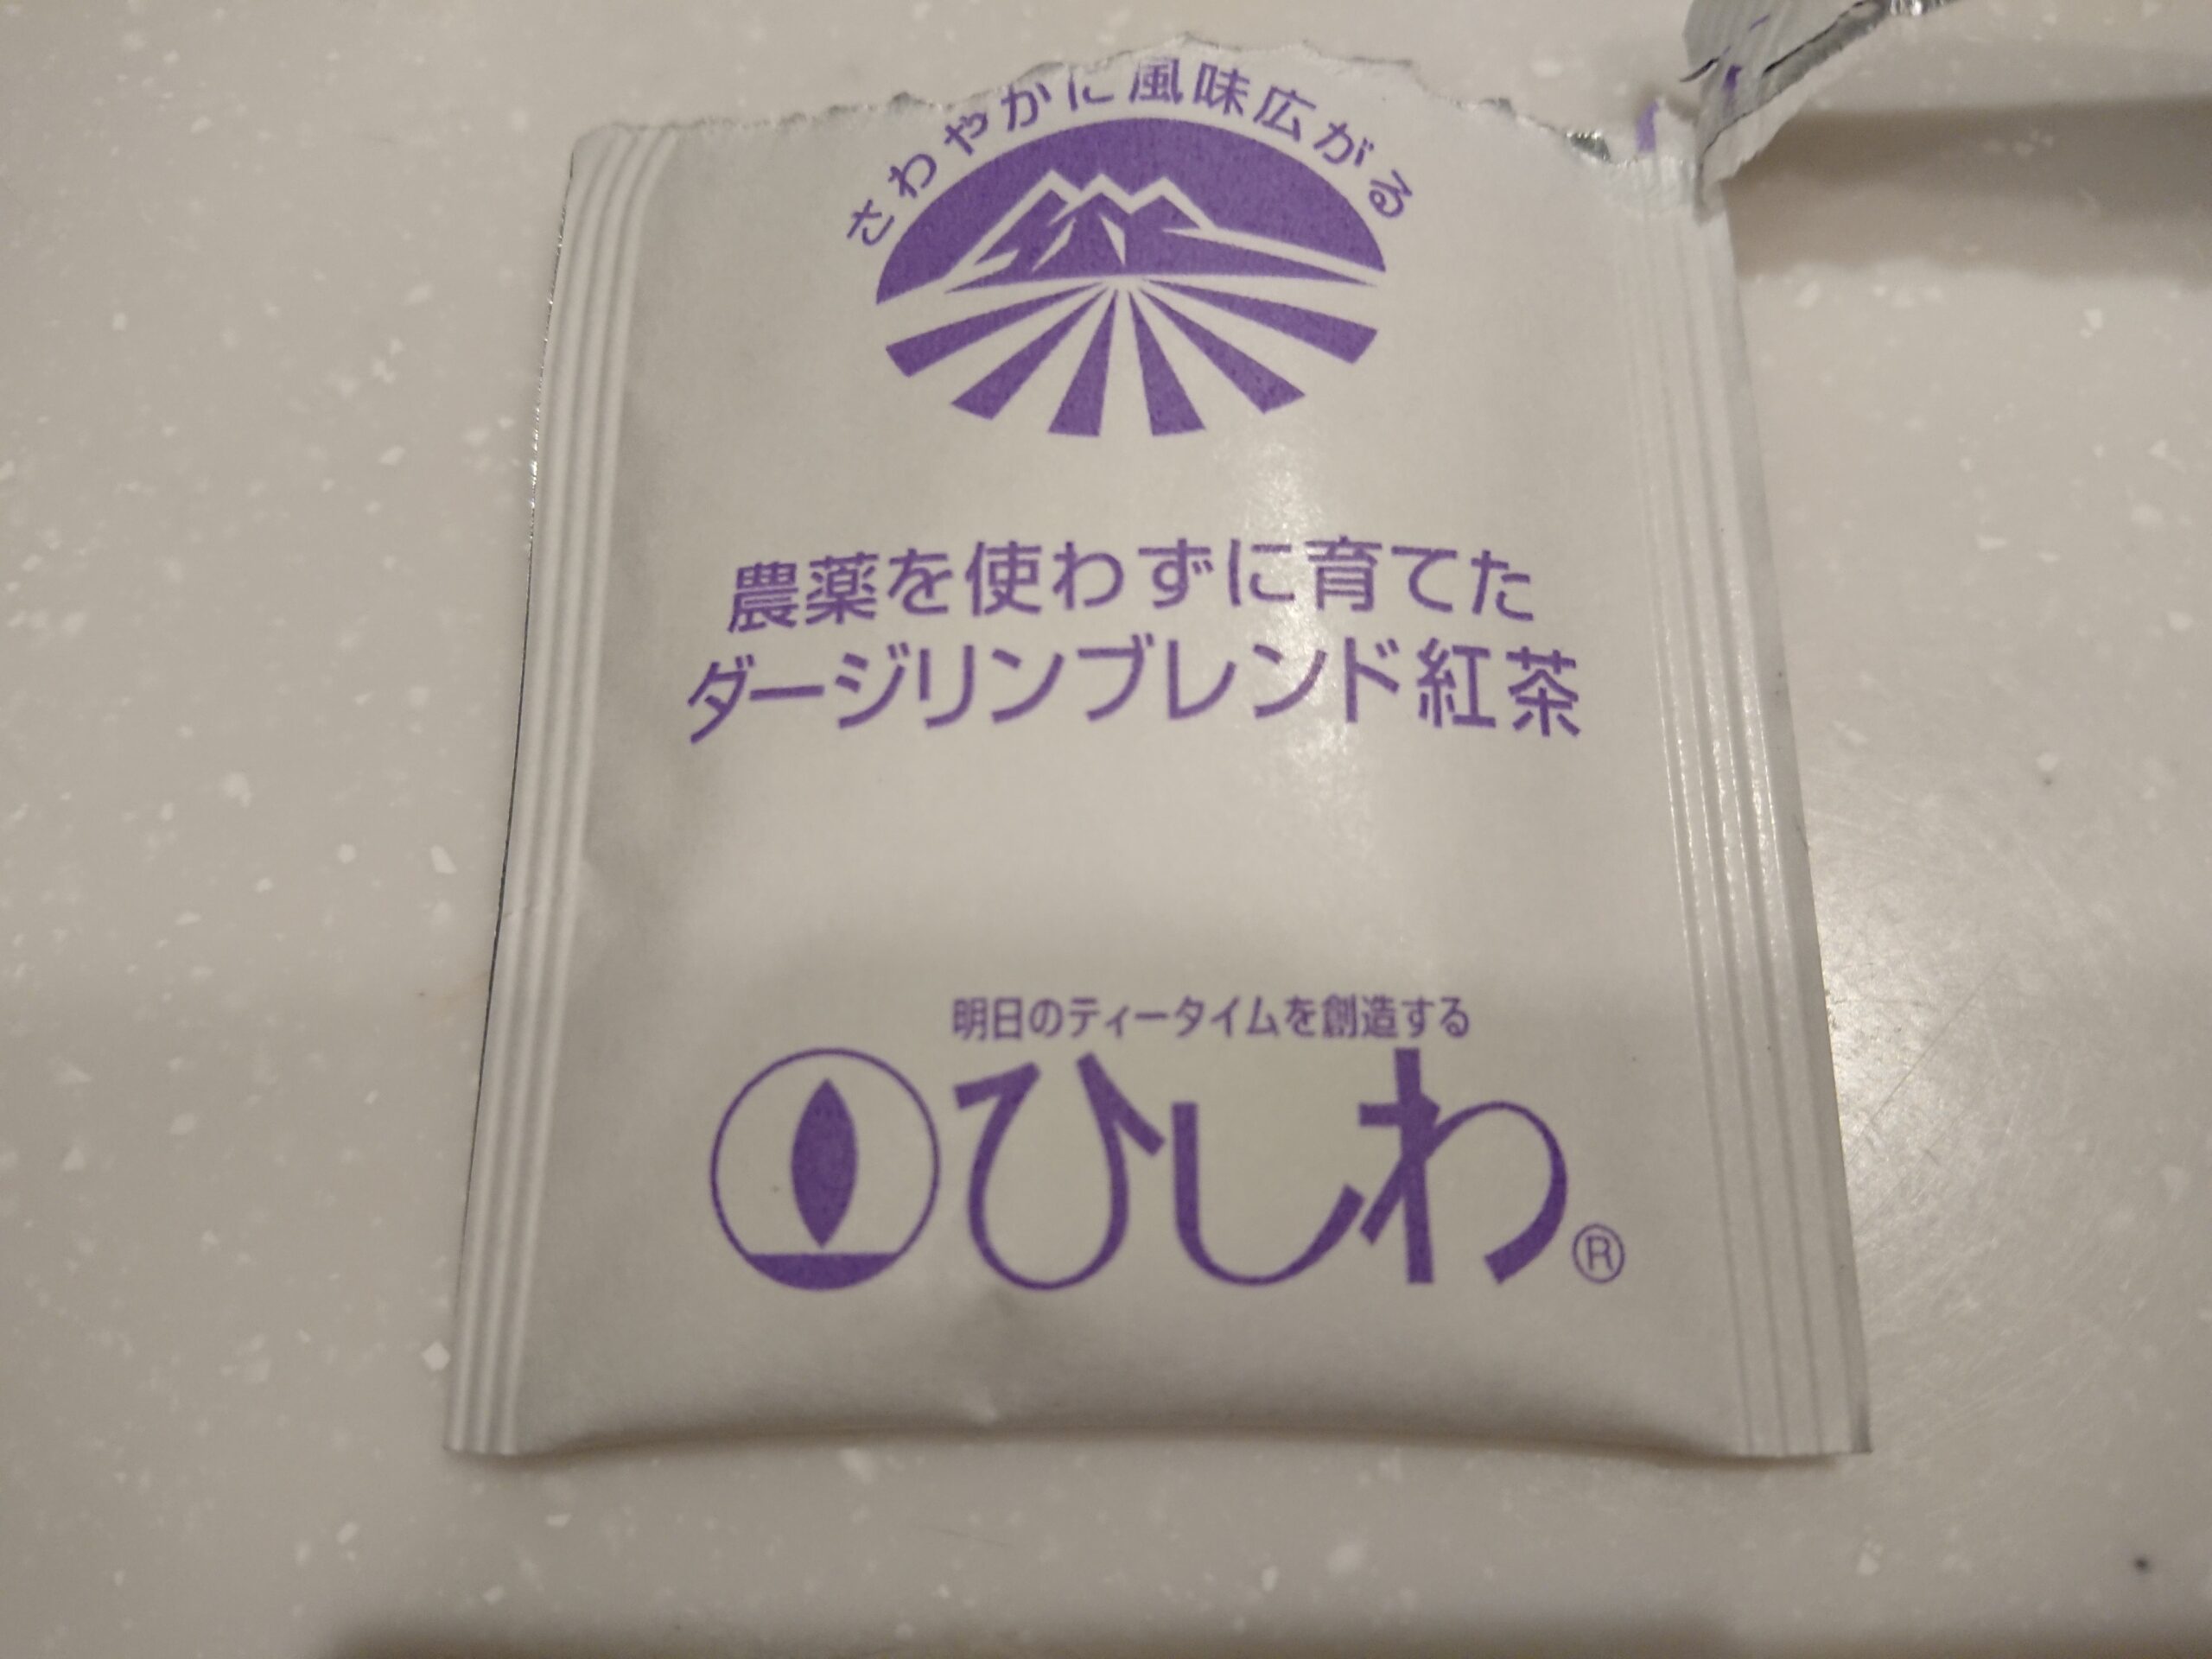 さわやかに風味広がる
農薬を使わずに育てた
ダージリンブレンド紅茶
明日のティータイムを創造する
ひしわ®